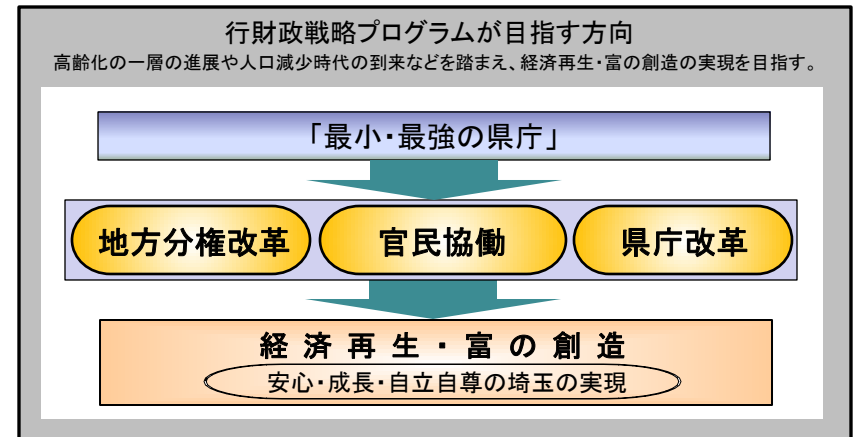 行財政戦略プログラムが目指す方向
高齢化の一層の進展や人口減少時代の到来などを踏まえ、経済再生・富の創造の実現を目指す。
「最小・最強の県庁」
地方分権改革 官民協働 県庁改革
経済再生・富の創造
安心・成長・自立自尊の埼玉の実現